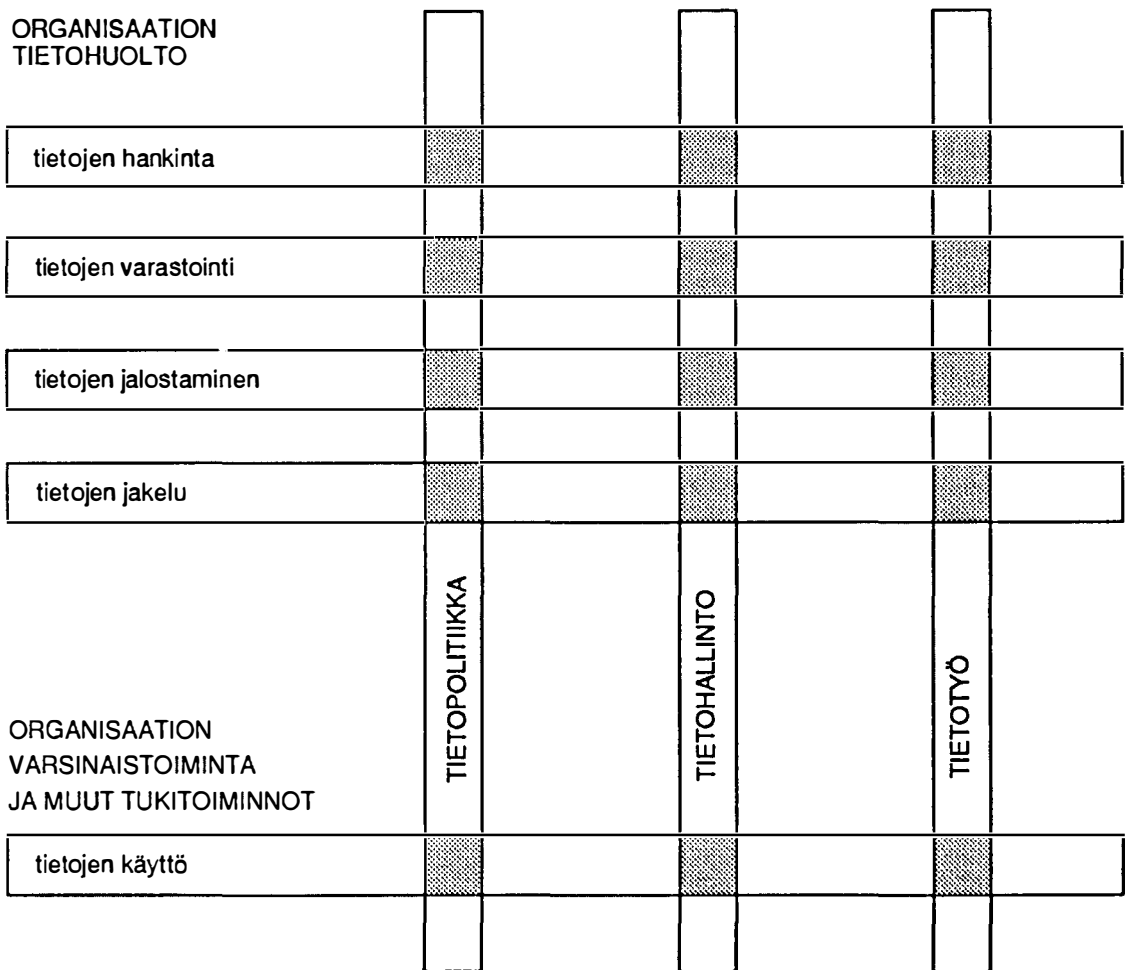 ORGANISAATION
TIETOHUOLTO
tietojen hankinta
tietojen varastointi
tietojen jalostaminen
tietojen jakelu
TIETOPOLITIIKKA
TIETOHALLINTO
TIETOTYÖ
ORGANISAATION
VARSINAISTOIMINTA
JA MUUT TUKITOIMINNOT
tietojen käyttö